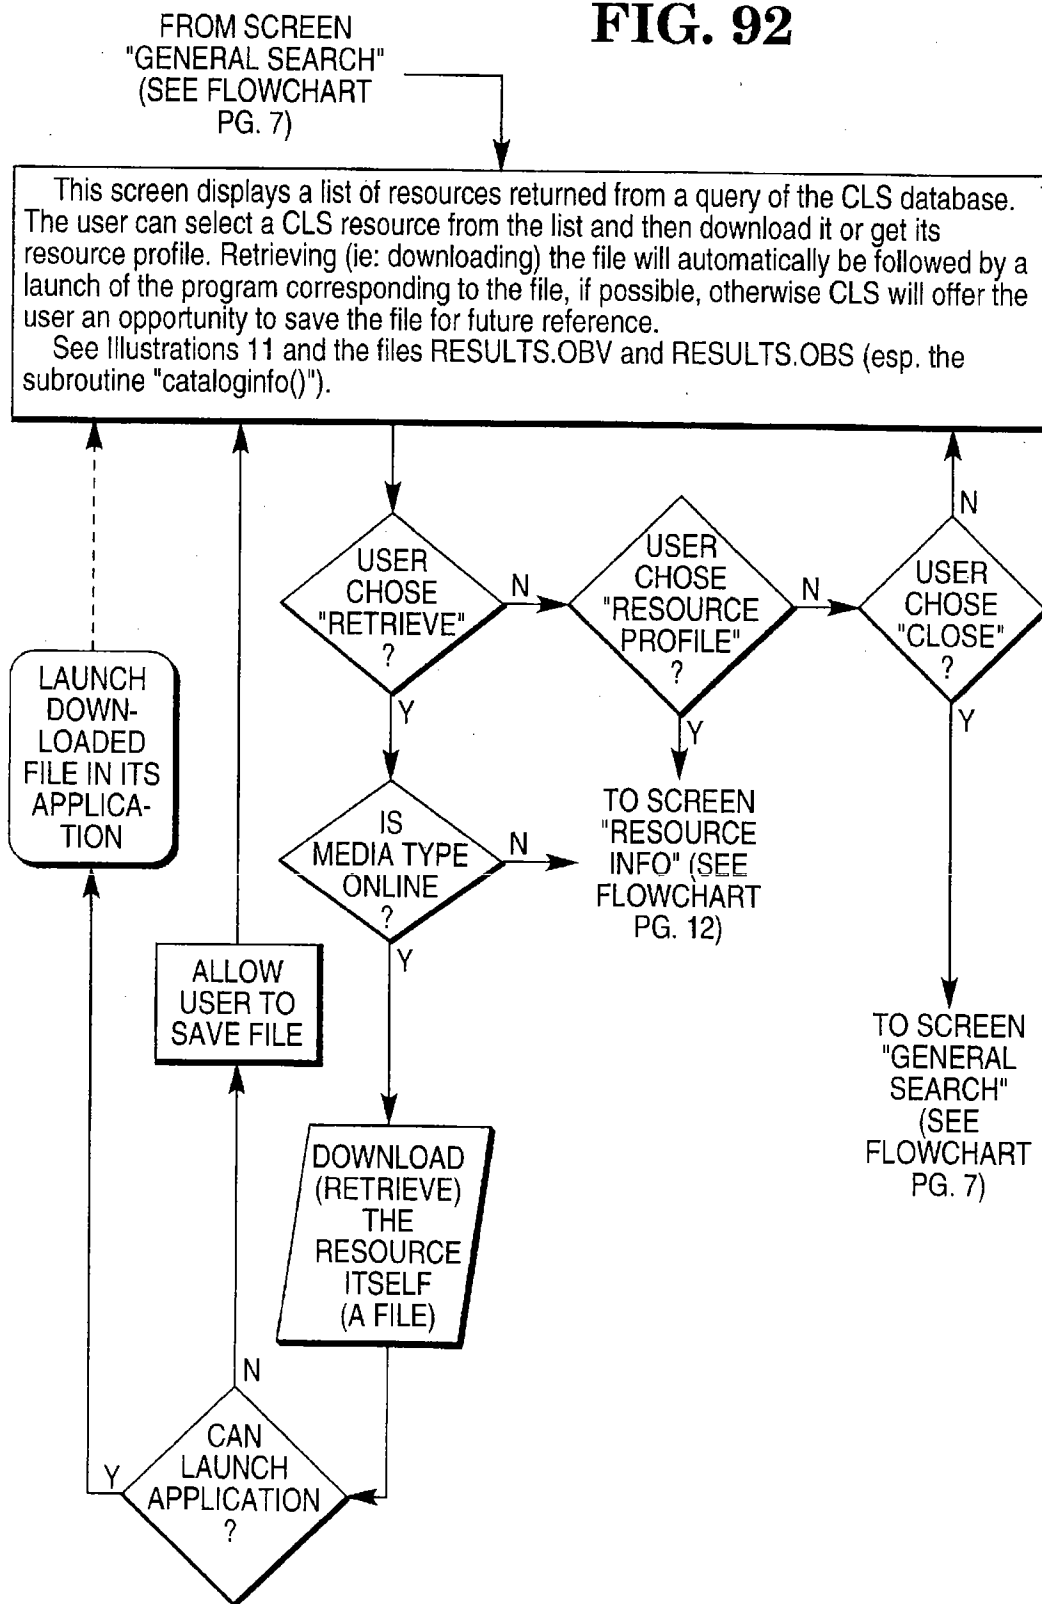 FIG. 92
FROM SCREEN
"GENERAL SEARCH"
(SEE FLOWCHART
PG. 7)
This screen displays a list of resources returned from a query of the CLS database.
The user can select a CLS resource from the list and then download it or get its
resource profile. Retrieving (ie: downloading) the file will automatically be followed by a
launch of the program corresponding to the file, if possible, otherwise CLS will offer the
user an opportunity to save the file for future reference.
See Illustrations 11 and the files RESULTS.OBV and RESULTS.OBS (esp. the
subroutine "cataloginfo()").
USER
CHOSE
"RETRIEVE"
?
N
Y
USER
CHOSE
"RESOURCE
PROFILE"
?
N
Y
USER
CHOSE
"CLOSE"
?
N
Y
LAUNCH
DOWN-
LOADED
FILE IN ITS
APPLICA-
TION
IS
MEDIA TYPE
ONLINE
?
N
Y
TO SCREEN
"RESOURCE
INFO" (SEE
FLOWCHART
PG. 12)
ALLOW
USER TO
SAVE FILE
TO SCREEN
"GENERAL
SEARCH"
(SEE
FLOWCHART
PG. 7)
DOWNLOAD
(RETRIEVE)
THE
RESOURCE
ITSELF
(A FILE)
CAN
LAUNCH
APPLICATION
?
N
Y